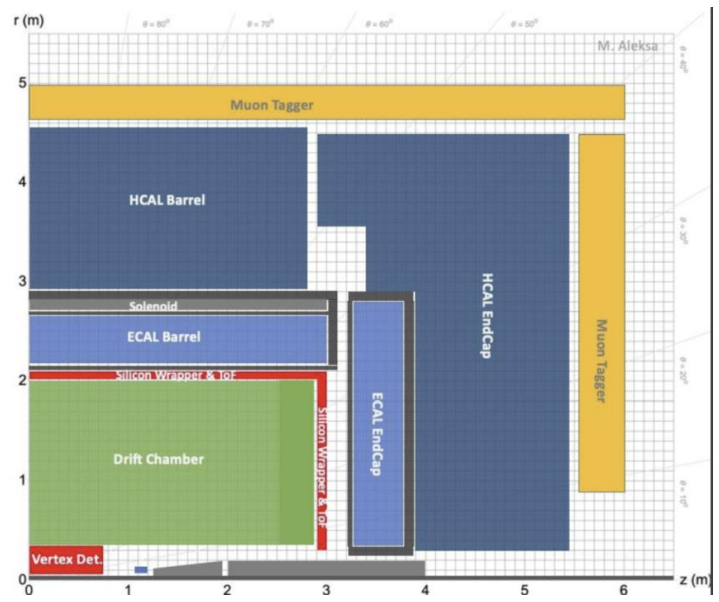 r (m)
θ = 80°
θ = 70°
θ = 60°
θ = 50°
M. Aleksa
θ = 40°
5
Muon Tagger
4
HCAL Barrel
θ = 30°
3
Solenoid
HCAL EndCap
ECAL Barrel
Muon Tagger
Silicon Wrapper & ToF
2
θ = 20°
Silicon Wrapper & ToF
ECAL EndCap
Drift Chamber
1
θ = 10°
Vertex Det.
0
0 1 2 3 4 5 6 z (m)